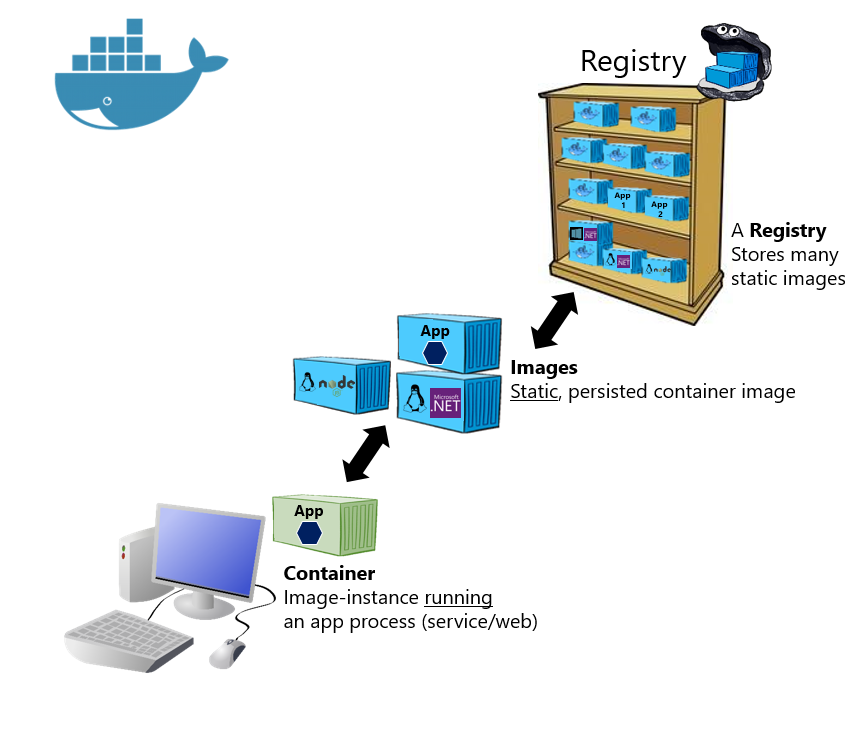 Registry
App
1
App
2
.NET
.NET
node
A Registry
Stores many
static images
App
Images
Static, persisted container image
node
Microsoft
.NET
App
Container
Image-instance running
an app process (service/web)